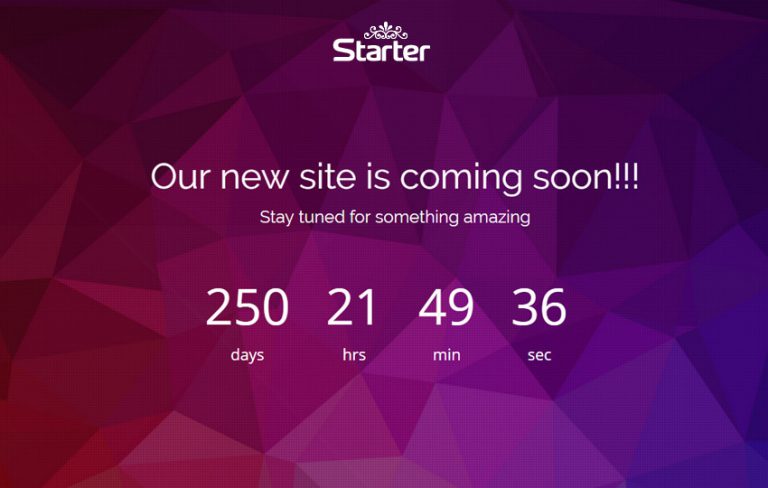 Starter
Our new site is coming soon!!!
Stay tuned for something amazing
250 21 49 36
days hrs min sec